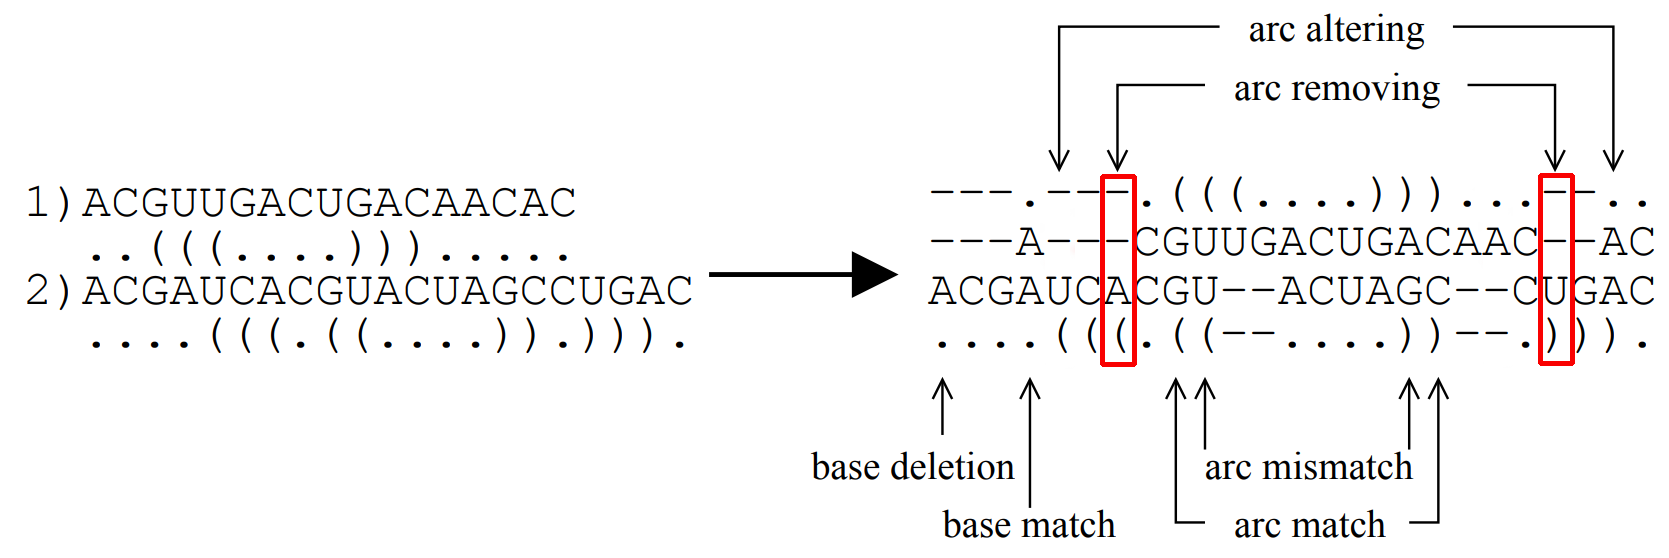 arc altering
arc removing
1)ACGUUGACUGACAACAC
..(((....))).....
2)ACGAUCACGUACUAGCCUGAC
....(((.((....)).))).
---.---.(((....)))...--..
---A---CGUUGACUGACAAC--AC
ACGAUCACGU--ACUAGC--CUGAC
....(((.((--....))--.))).
base deletion
arc mismatch
base match
arc match